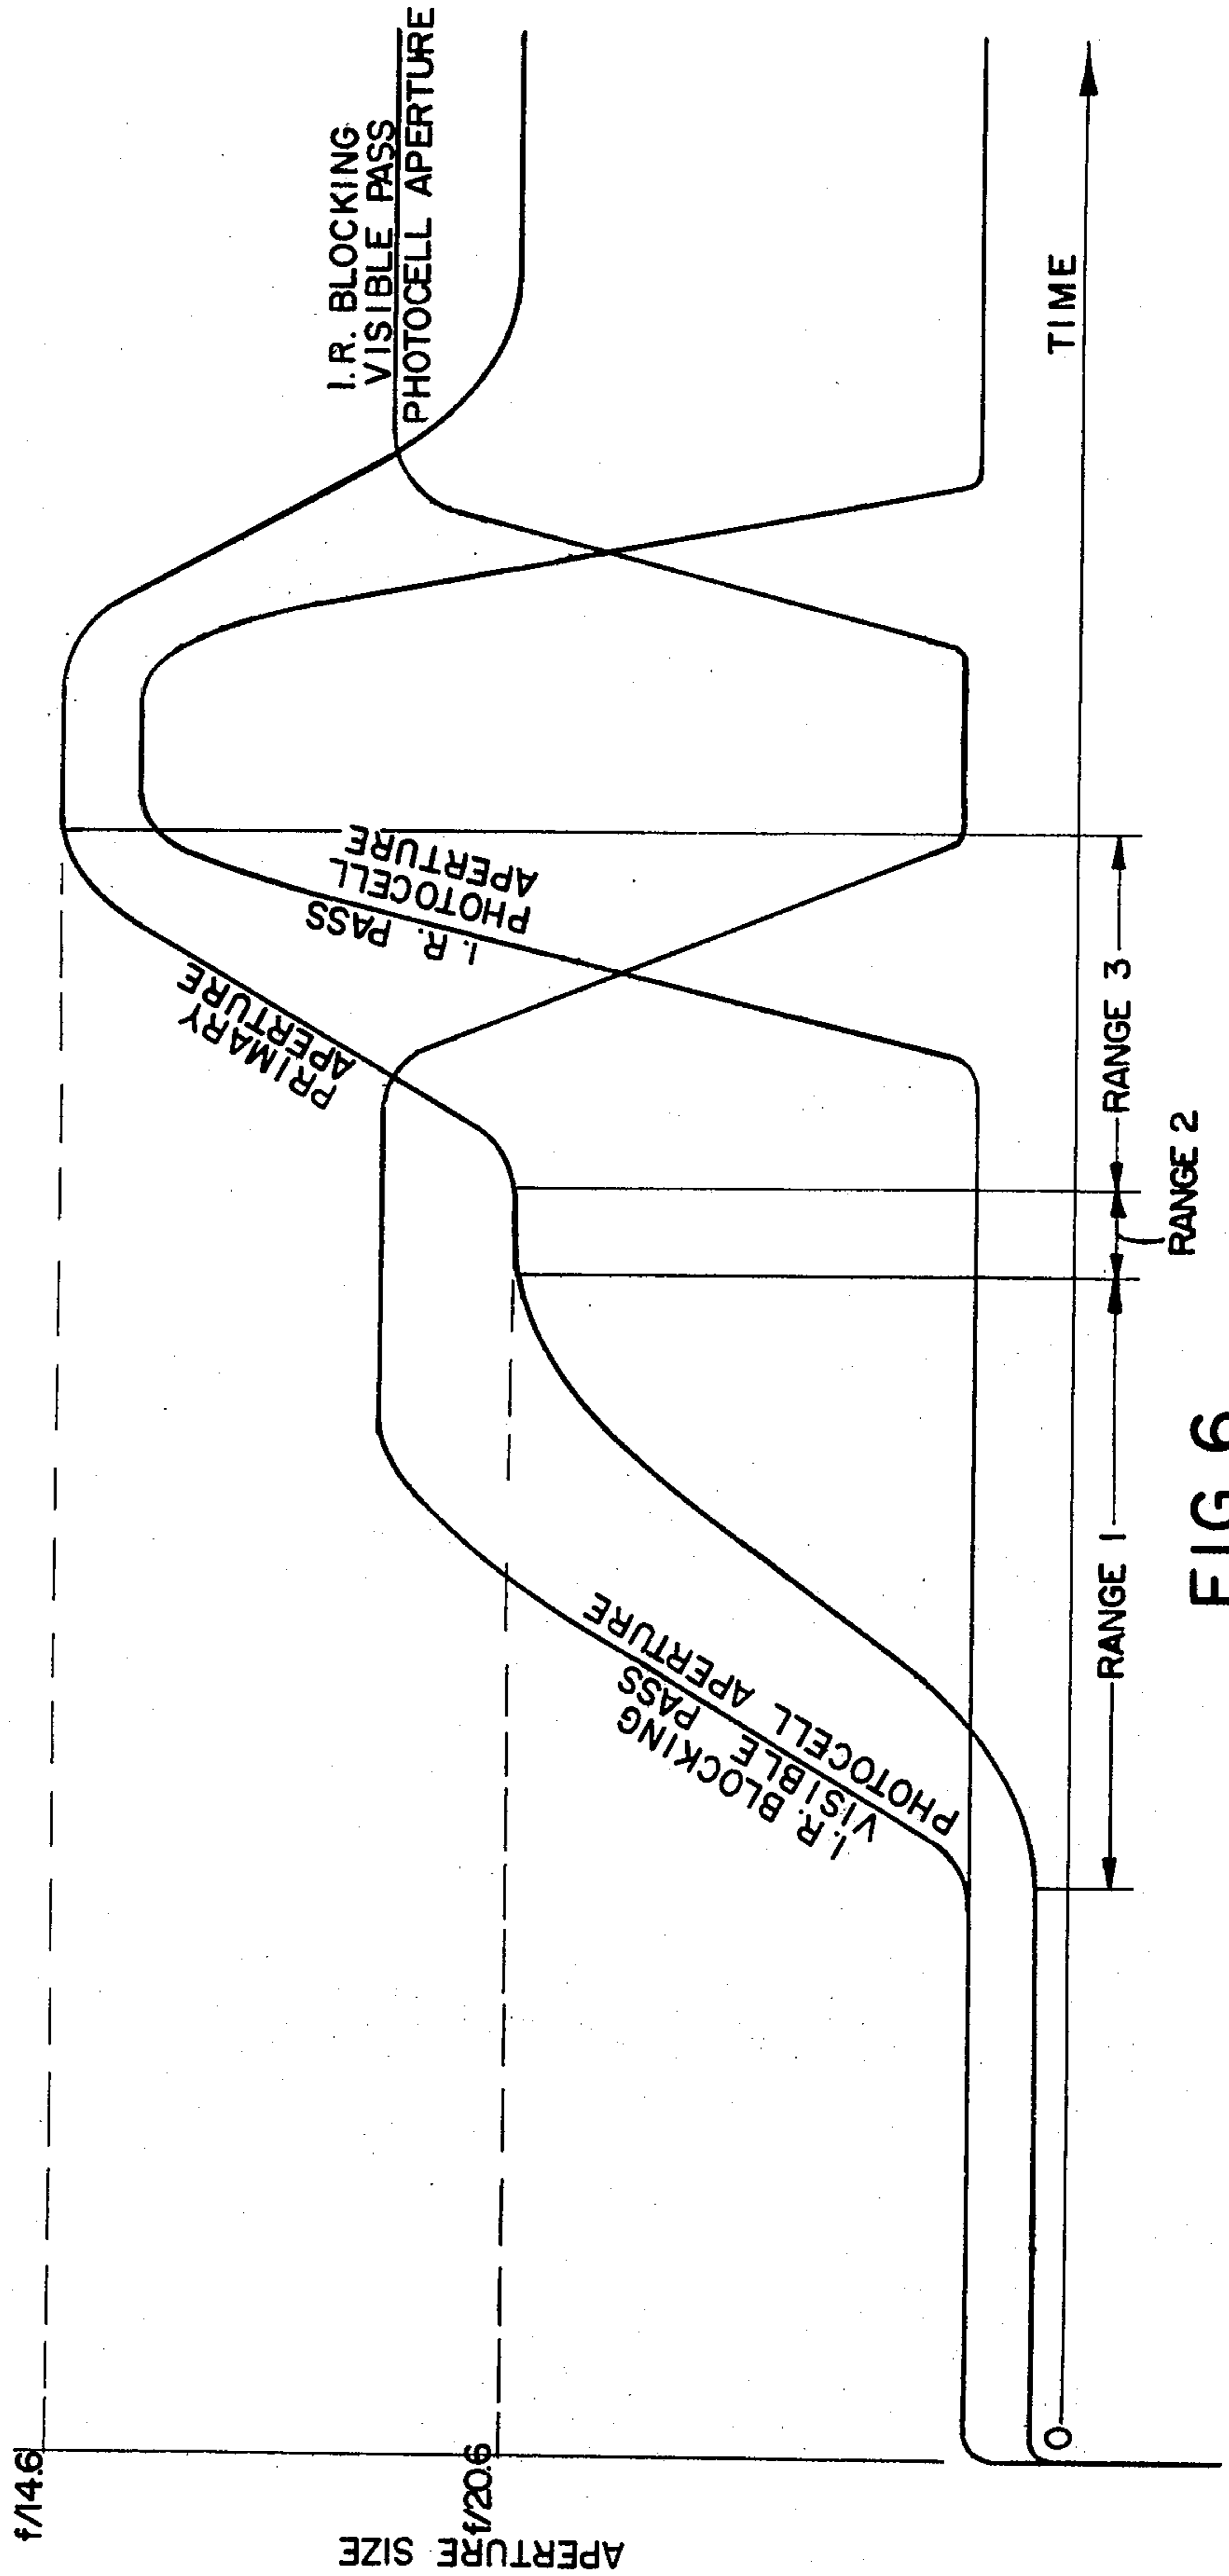 f/14.6
f/20.6
APERTURE SIZE
I.R. BLOCKING
VISIBLE PASS
PHOTOCELL APERTURE
PRIMARY
APERTURE
I. R. PASS
PHOTOCELL
APERTURE
I.R. BLOCKING
VISIBLE PASS
PHOTOCELL APERTURE
0
TIME
RANGE 1
RANGE 2
RANGE 3
FIG 6